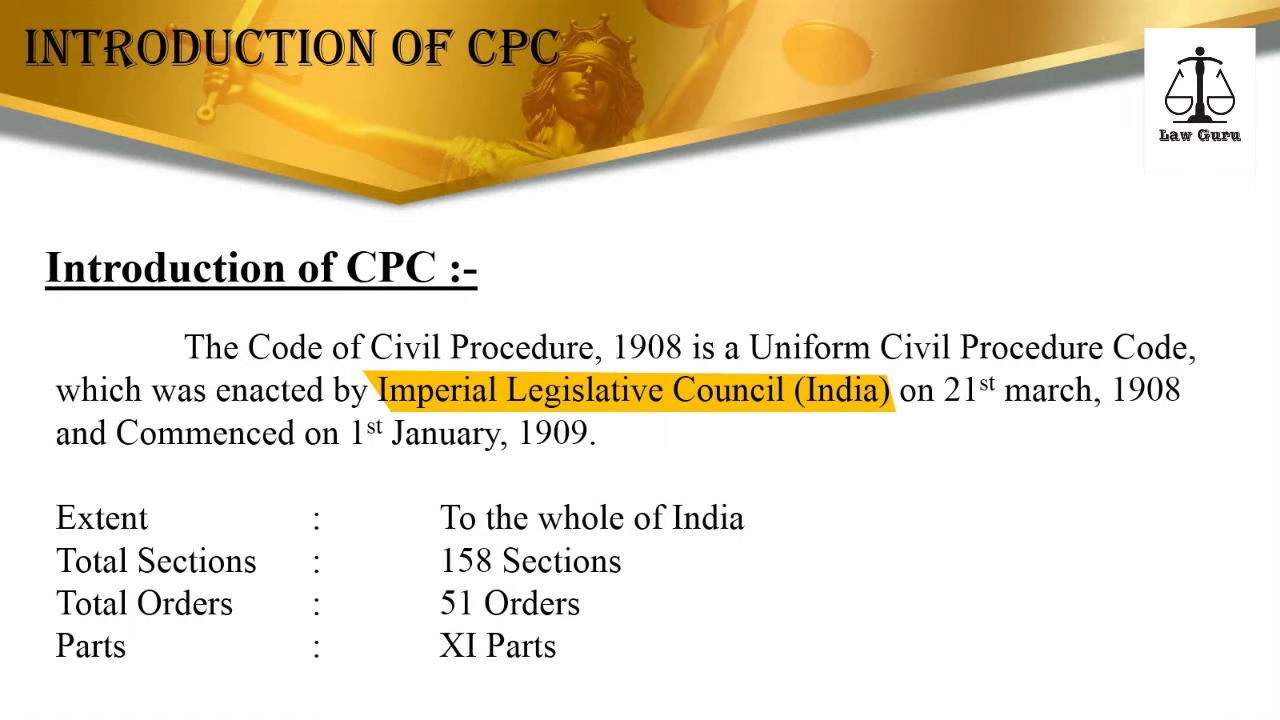 INTRODUCTION OF CPC
Law Guru
Introduction of CPC :-
The Code of Civil Procedure, 1908 is a Uniform Civil Procedure Code,
which was enacted by Imperial Legislative Council (India) on 21st march, 1908
and Commenced on 1st January, 1909.
Extent : To the whole of India
Total Sections : 158 Sections
Total Orders : 51 Orders
Parts : XI Parts